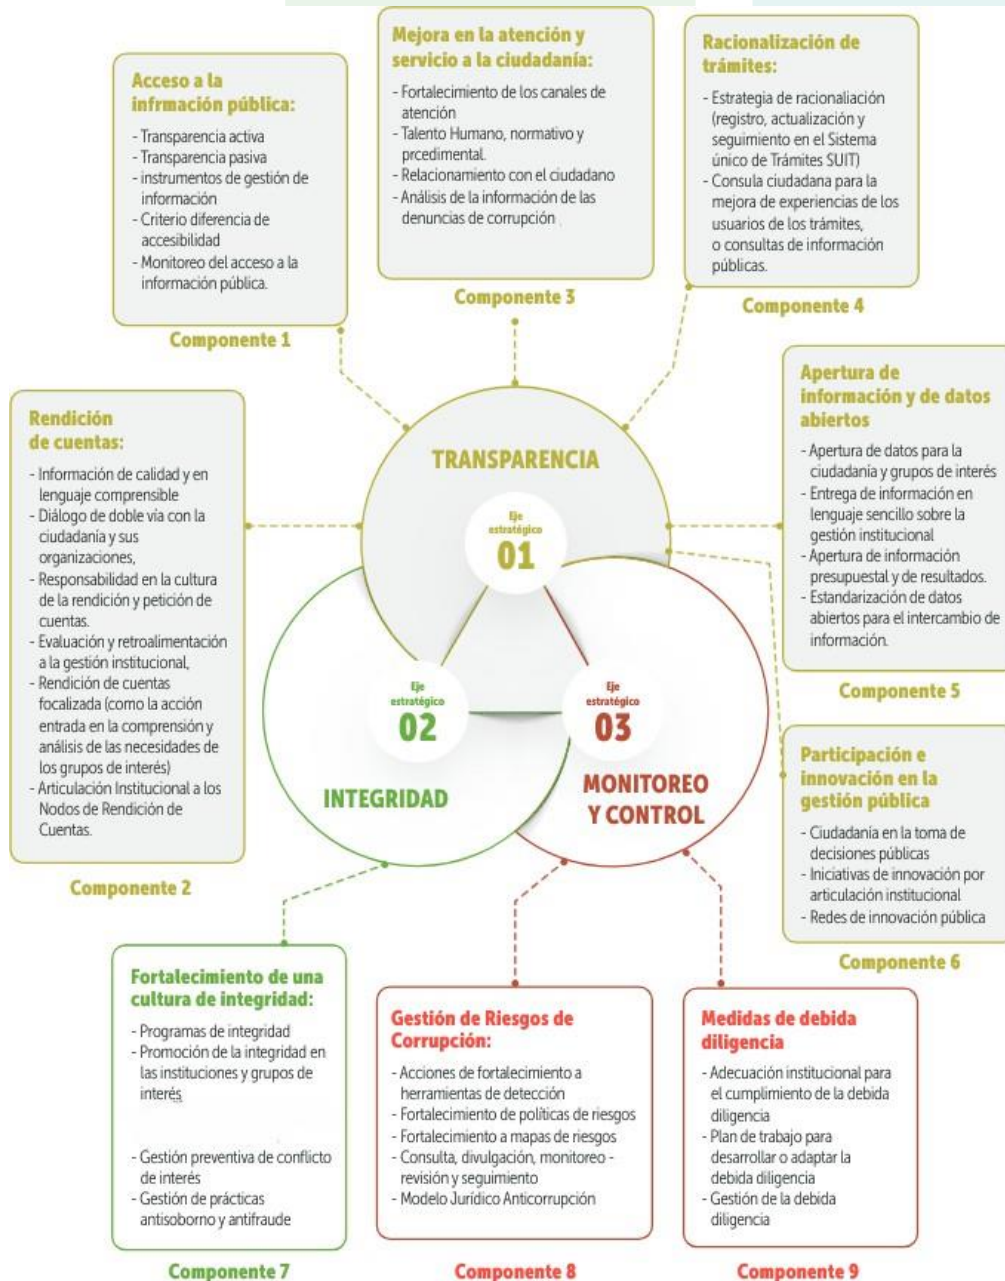 Acceso a la
infrmación pública:
- Transparencia activa
- Transparencia pasiva
- instrumentos de gestión de
información
- Criterio diferencia de
accesibilidad
- Monitoreo del acceso a la
información pública.
Componente 1
Mejora en la atención y
servicio a la ciudadanía:
- Fortalecimiento de los canales de
atención
- Talento Humano, normativo y
prcedimental.
- Relacionamiento con el ciudadano
- Análisis de la información de las
denuncias de corrupción
Componente 3
Racionalización de
trámites:
- Estrategia de racionaliación
(registro, actualización y
seguimiento en el Sistema
único de Trámites SUIT)
- Consula ciudadana para la
mejora de experiencias de los
usuarios de los trámites,
o consultas de información
públicas.
Componente 4
Rendición
de cuentas:
- Información de calidad y en
lenguaje comprensible
- Diálogo de doble vía con la
ciudadanía y sus
organizaciones,
- Responsabilidad en la cultura
de la rendición y petición de
cuentas.
- Evaluación y retroalimentación
a la gestión institucional,
- Rendición de cuentas
focalizada (como la acción
entrada en la comprensión y
análisis de las necesidades de
los grupos de interés)
- Articulación Institucional a los
Nodos de Rendición de
Cuentas.
Componente 2
TRANSPARENCIA
Eje
estratégico
01
Eje
estratégico
02
INTEGRIDAD
Eje
estratégico
03
MONITOREO
Y CONTROL
Apertura de
información y de datos
abiertos
- Apertura de datos para la
ciudadanía y grupos de interés
- Entrega de información en
lenguaje sencillo sobre la
gestión institucional
- Apertura de información
presupuestal y de resultados.
- Estandarización de datos
abiertos para el intercambio de
información.
Componente 5
Participación e
innovación en la
gestión pública
- Ciudadanía en la toma de
decisiones públicas
- Iniciativas de innovación por
articulación institucional
- Redes de innovación pública
Componente 6
Fortalecimiento de una
cultura de integridad:
- Programas de integridad
- Promoción de la integridad en
las instituciones y grupos de
interés
- Gestión preventiva de conflicto
de interés
- Gestión de prácticas
antisoborno y antifraude
Componente 7
Gestión de Riesgos de
Corrupción:
- Acciones de fortalecimiento a
herramientas de detección
- Fortalecimiento de políticas de riesgos
- Fortalecimiento a mapas de riesgos
- Consulta, divulgación, monitoreo -
revisión y seguimiento
- Modelo Jurídico Anticorrupción
Componente 8
Medidas de debida
diligencia
- Adecuación institucional para
el cumplimiento de la debida
diligencia
- Plan de trabajo para
desarrollar o adaptar la
debida diligencia
- Gestión de la debida
diligencia
Componente 9